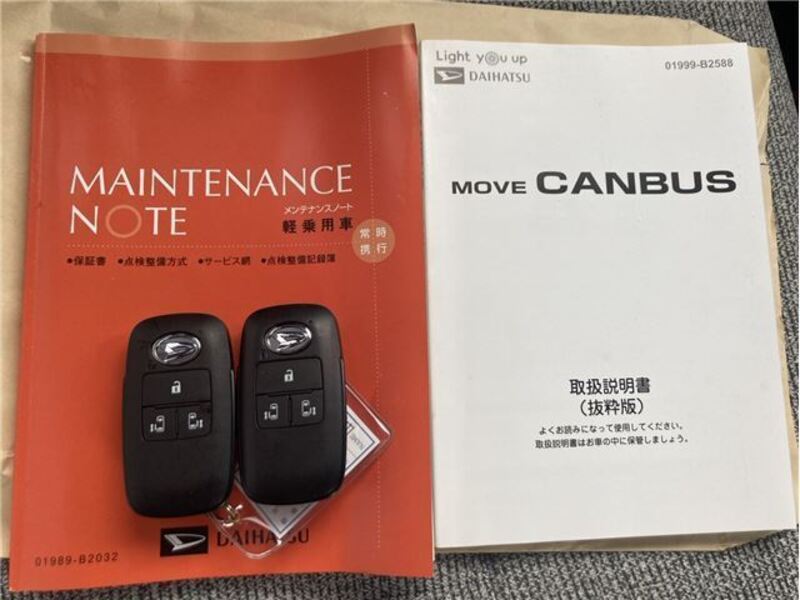 MAINTENANCE
NOTE
メンテナンスノート
軽乗用車
常時
携行
●保証書 ●点検整備方式 ●サービス網 ●点検整備記録簿
DAIHATSU
01989-B2032
Light you up
DAIHATSU
01999-B2588
MOVE CANBUS
取扱説明書
(抜粋版)
よくお読みになって使用してください。
取扱説明書はお車の中に保管しましょう。